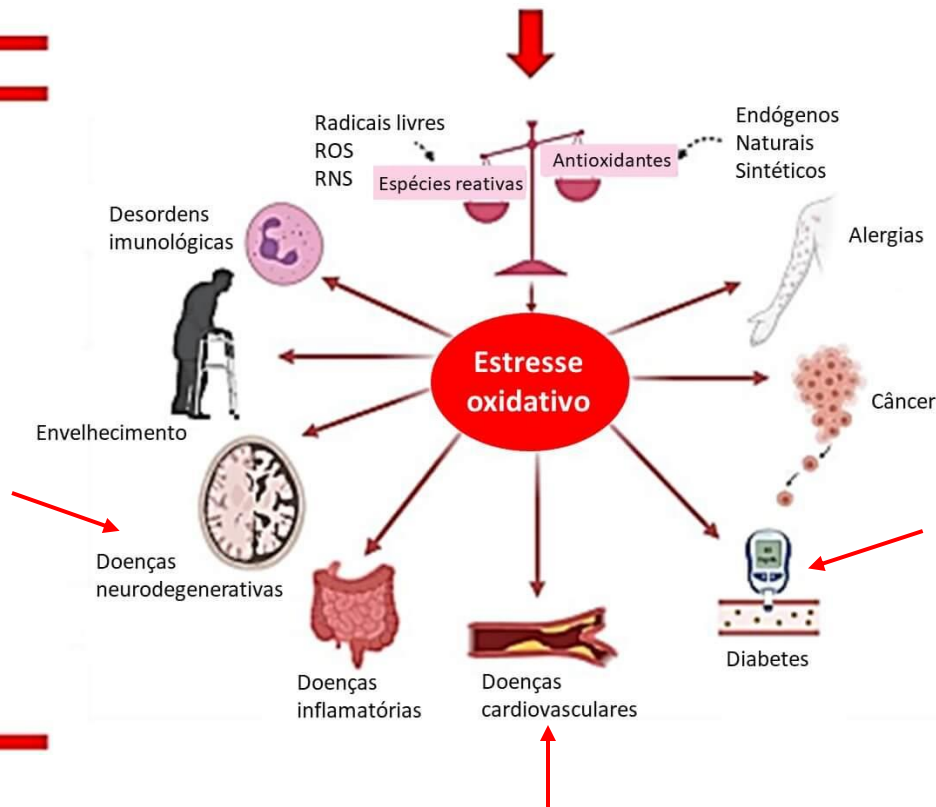 Radicais livres
ROS
RNS
Espécies reativas
Antioxidantes
Endógenos
Naturais
Sintéticos
Desordens
imunológicas
Alergias
Estresse
oxidativo
Câncer
Envelhecimento
Doenças
neurodegenerativas
Doenças
inflamatórias
Doenças
cardiovasculares
Diabetes